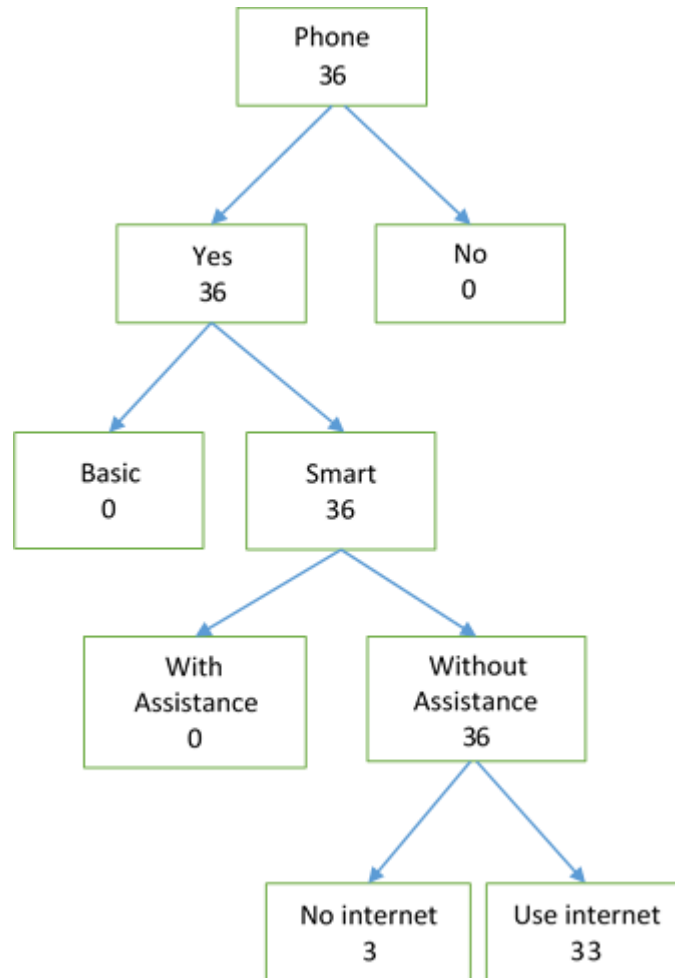 Phone
36
Yes
36
No
0
Basic
0
Smart
36
With
Assistance
0
Without
Assistance
36
No internet
3
Use internet
33